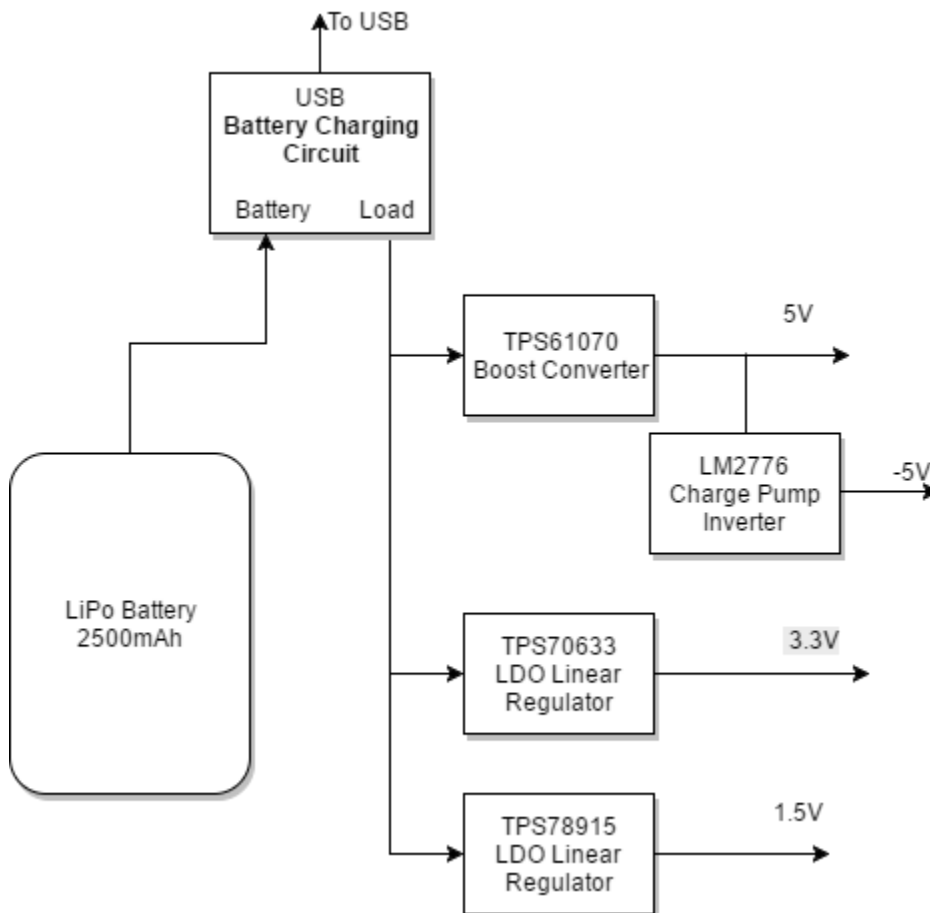 To USB
USB
Battery Charging
Circuit
Battery Load
5V
TPS61070
Boost Converter
LM2776
Charge Pump
Inverter
-5V
LiPo Battery
2500mAh
TPS70633
LDO Linear
Regulator
3.3V
TPS78915
LDO Linear
Regulator
1.5V